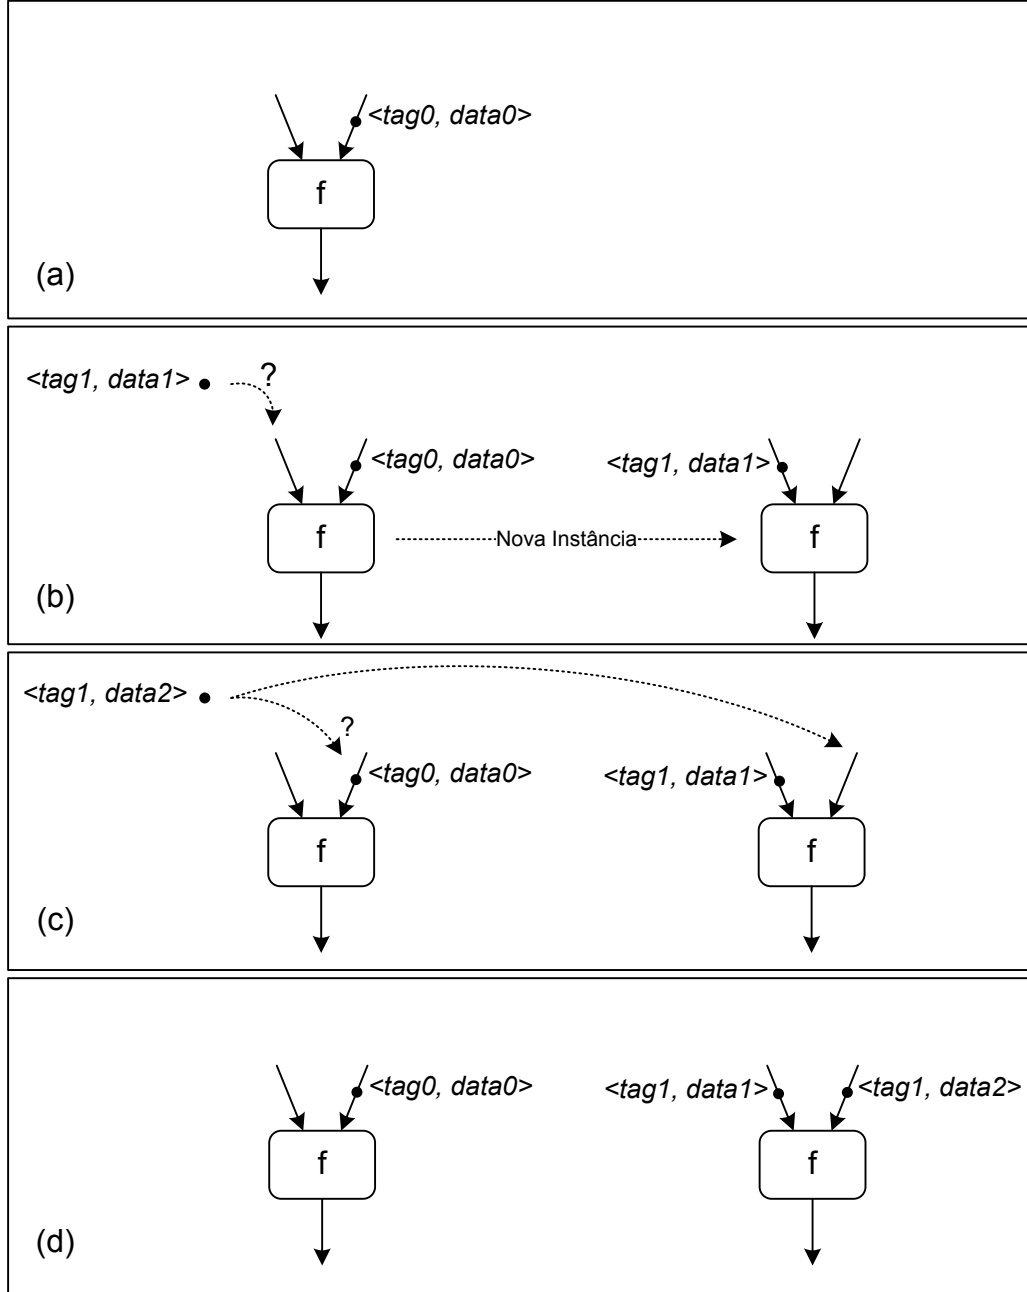 <tag0, data0>
f
(a)
<tag1, data1>
?
<tag0, data0>
<tag1, data1>
f
Nova Instância
f
(b)
<tag1, data2>
?
<tag0, data0>
<tag1, data1>
f
f
(c)
<tag0, data0>
<tag1, data1>
<tag1, data2>
f
f
(d)